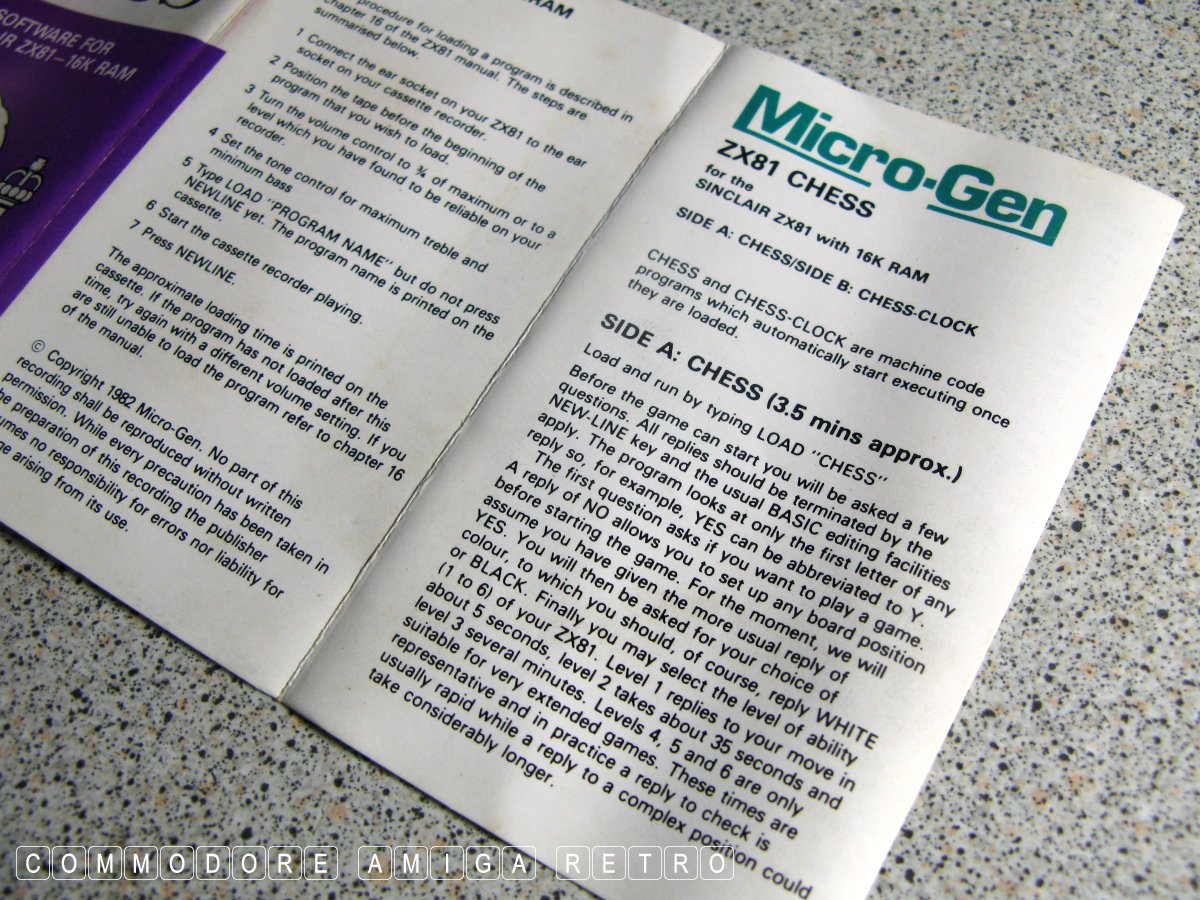 SOFTWARE FOR
ZX81–16K RAM
procedure for loading a program is described in
chapter 16 of the ZX81 manual. The steps are
summarised below.
1 Connect the ear socket on your ZX81 to the ear
socket on your cassette recorder.
2 Position the tape before the beginning of the
program that you wish to load.
3 Turn the volume control to ¾ of maximum or to a
level which you have found to be reliable on your
recorder.
4 Set the tone control for maximum treble and
minimum bass
5 Type LOAD "PROGRAM NAME" but do not press
NEWLINE yet. The program name is printed on the
cassette.
6 Start the cassette recorder playing.
7 Press NEWLINE.
The approximate loading time is printed on the
cassette. If the program has not loaded after this
time, try again with a different volume setting. If you
are still unable to load the program refer to chapter 16
of the manual.
© Copyright 1982 Micro-Gen. No part of this
recording shall be reproduced without written
permission. While every precaution has been taken in
the preparation of this recording the publisher
no responsibility for errors nor liability for
arising from its use.
Micro-Gen
ZX81 CHESS
for the
SINCLAIR ZX81 with 16K RAM
SIDE A: CHESS/SIDE B: CHESS-CLOCK
CHESS and CHESS-CLOCK are machine code
programs which automatically start executing once
they are loaded.
SIDE A: CHESS (3.5 mins approx.)
Load and run by typing LOAD "CHESS"
Before the game can start you will be asked a few
questions. All replies should be terminated by the
NEW-LINE key and the usual BASIC editing facilities
apply. The program looks at only the first letter of any
reply so, for example, YES can be abbreviated to Y.
The first question asks if you want to play a game.
A reply of NO allows you to set up any board position
before starting the game. For the moment, we will
assume you have given the more usual reply of
YES. You will then be asked for your choice of
colour, to which you should, of course, reply WHITE
or BLACK. Finally you may select the level of ability
(1 to 6) of your ZX81. Level 1 replies to your move in
about 5 seconds, level 2 takes about 35 seconds and
level 3 several minutes. Levels 4, 5 and 6 are only
suitable for very extended games. These times are
representative and in practice a reply to check is
usually rapid while a reply to a complex position could
take considerably longer.
COMMODORE AMIGA RETRO